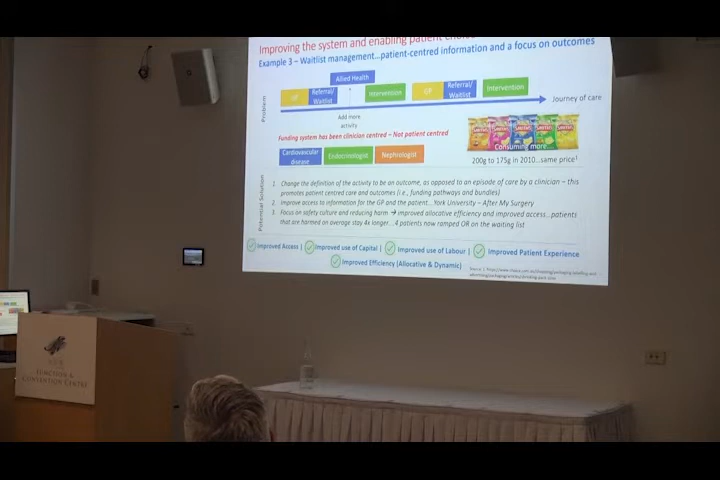 Improving the system and enabling patient choice
Example 3 – Waitlist management...patient-centred information and a focus on outcomes
Allied Health
GP
Referral/
Waitlist
Intervention
GP
Referral/
Waitlist
Intervention
Journey of care
Problem
Add more
activity
Funding system has been clinician centred – Not patient centred
Cardiovascular
disease
Endocrinologist
Nephrologist
Consuming more
200g to 175g in 2010...same price¹
Potential Solution
1. Change the definition of the activity to be an outcome, as opposed to an episode of care by a clinician – this
promotes patient centred care and outcomes (i.e., funding pathways and bundles)
2. Improve access to information for the GP and the patient... York University – After My Surgery
3. Focus on safety culture and reducing harm → improved allocative efficiency and improved access...patients
that are harmed on average stay 4x longer...4 patients now ramped OR on the waiting list
Improved Access | Improved use of Capital | Improved use of Labour | Improved Patient Experience
Improved Efficiency (Allocative & Dynamic)
FUNCTION &
CONVENTION CENTRE